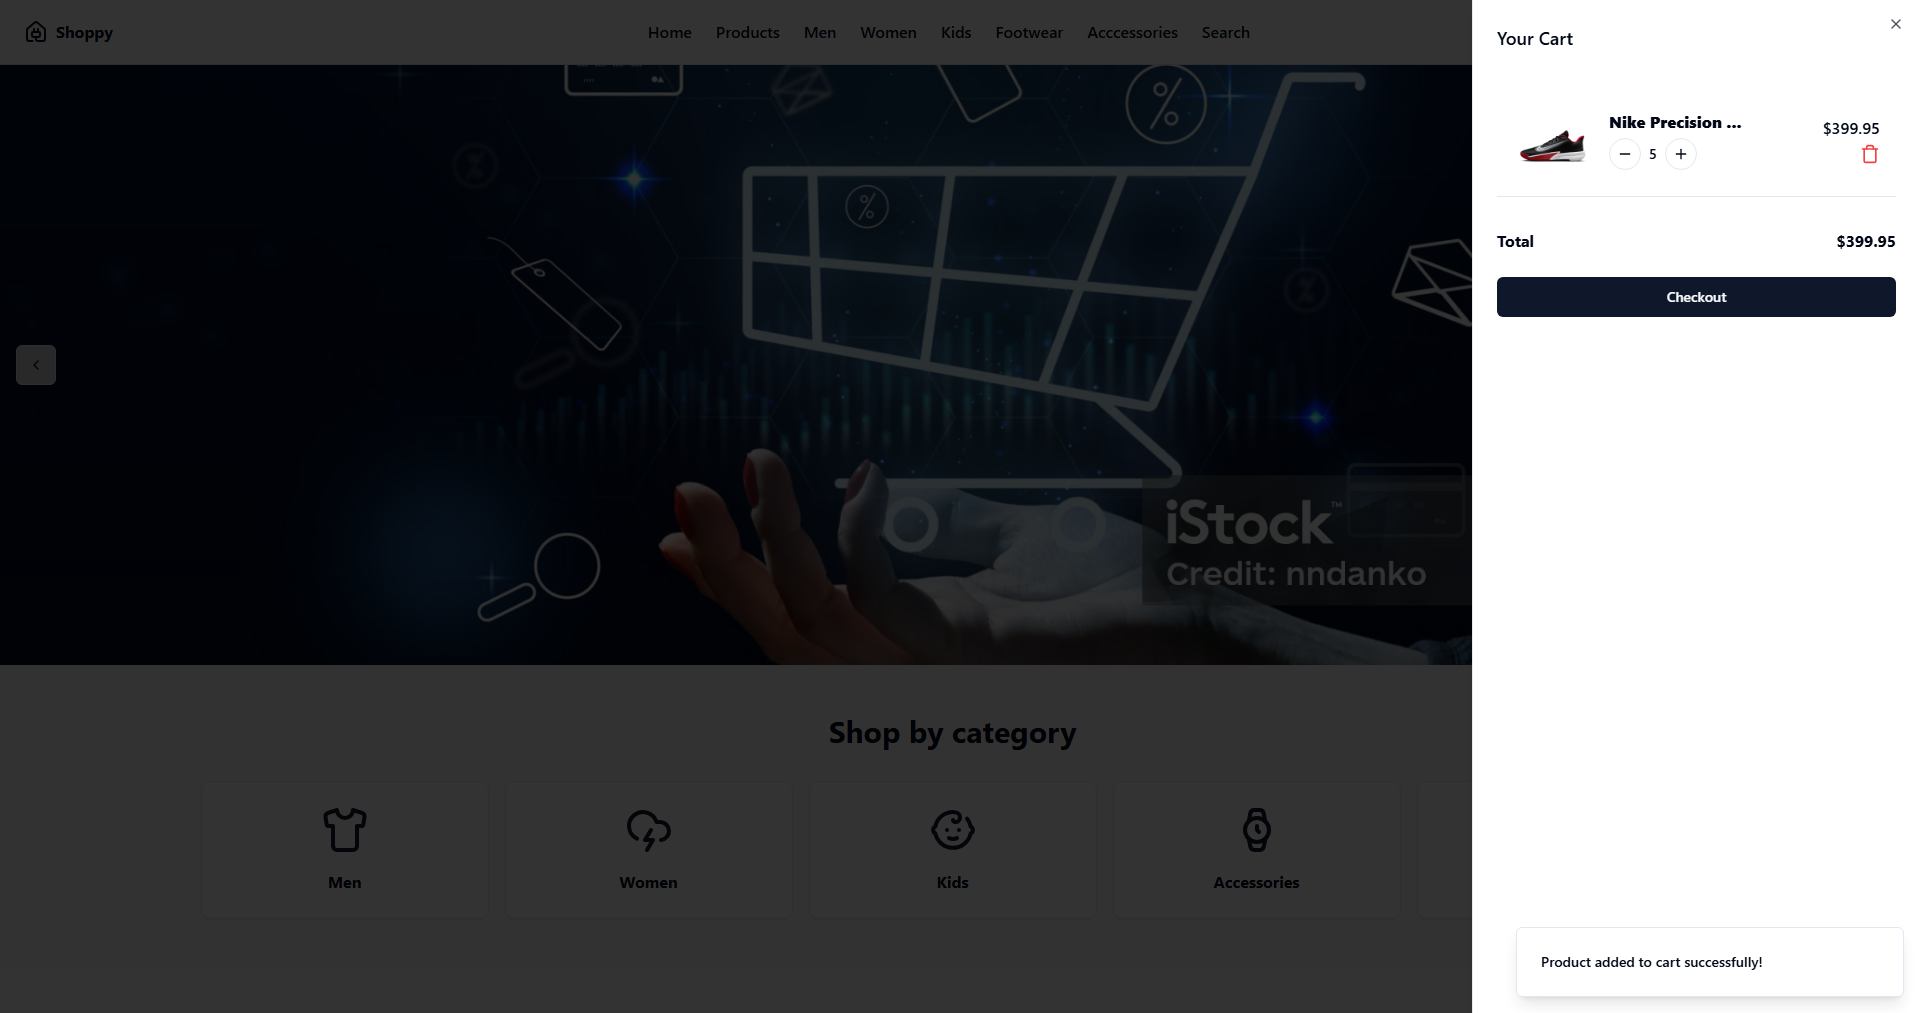 Shoppy
Home Products Men Women Kids Footwear Acccessories Search
Your Cart
Nike Precision ...
$399.95
5
Total $399.95
Checkout
iStock™
Credit: nndanko
Shop by category
Men Women Kids Accessories
Product added to cart successfully!